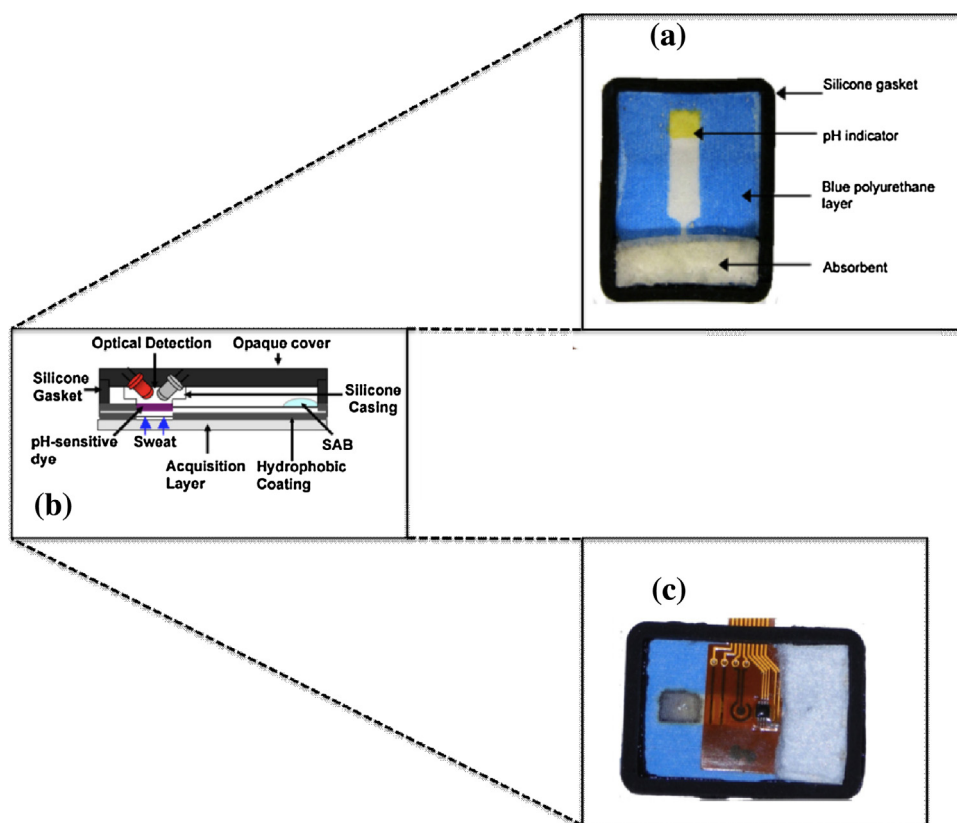 (a)
Silicone gasket
pH indicator
Blue polyurethane
layer
Absorbent
Optical Detection
Opaque cover
Silicone
Gasket
Silicone
Casing
pH-sensitive
dye
Sweat
SAB
Acquisition
Layer
Hydrophobic
Coating
(b)
(c)